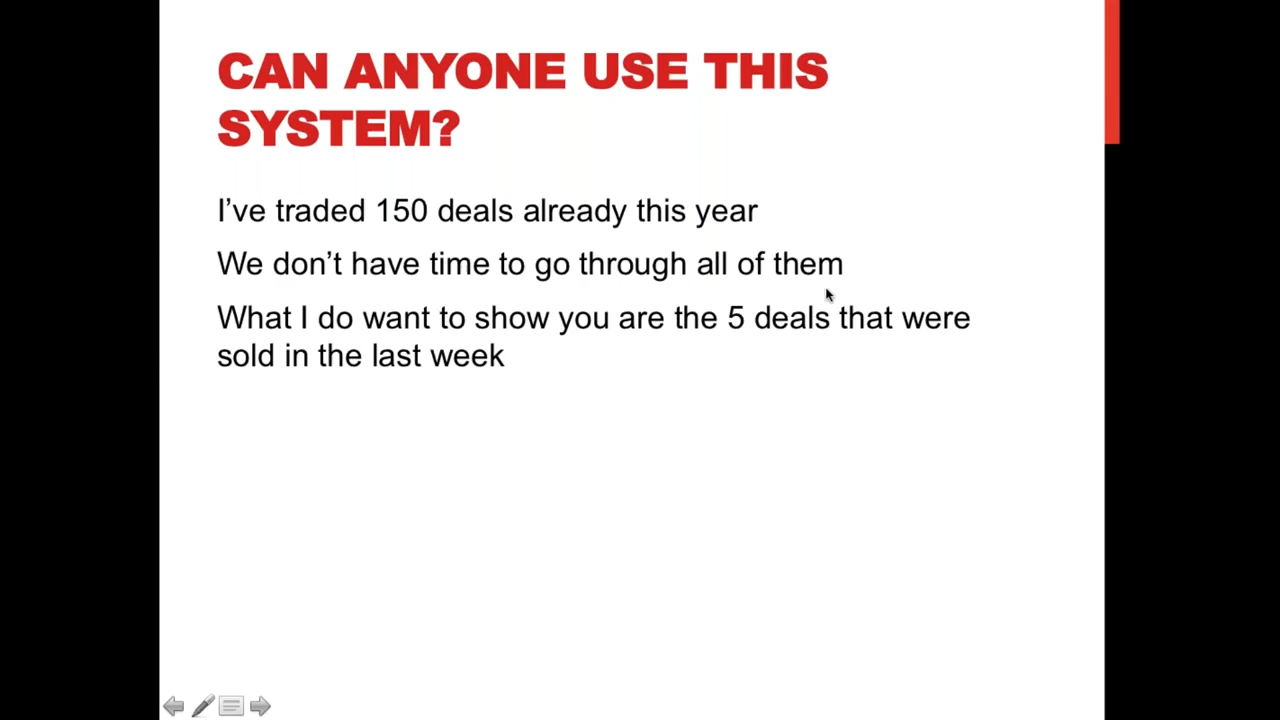 CAN ANYONE USE THIS
SYSTEM?
I’ve traded 150 deals already this year
We don’t have time to go through all of them
What I do want to show you are the 5 deals that were
sold in the last week